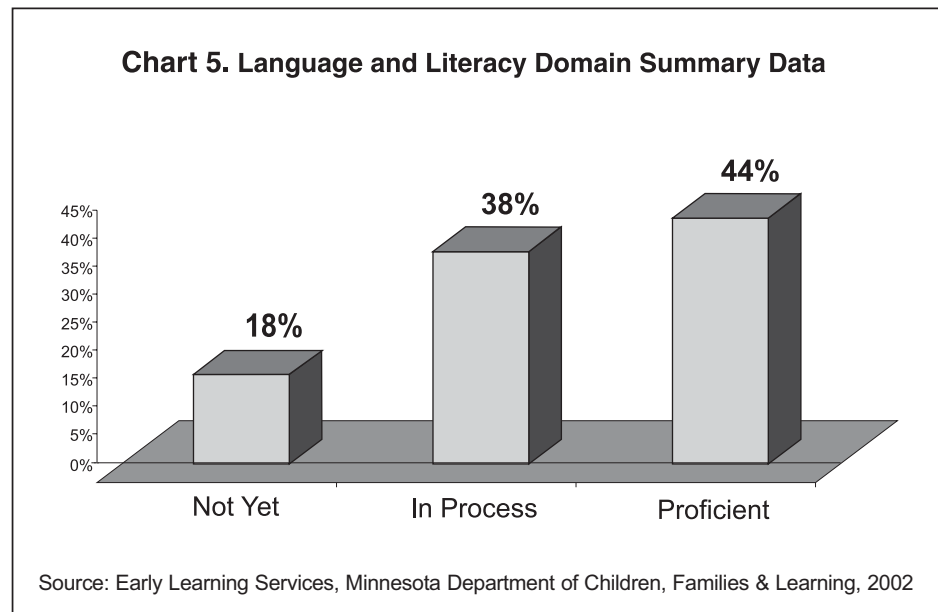 Chart 5. Language and Literacy Domain Summary Data
44%
38%
18%
45%
40%
35%
30%
25%
20%
15%
10%
5%
0%
Not Yet
In Process
Proficient
Source: Early Learning Services, Minnesota Department of Children, Families & Learning, 2002